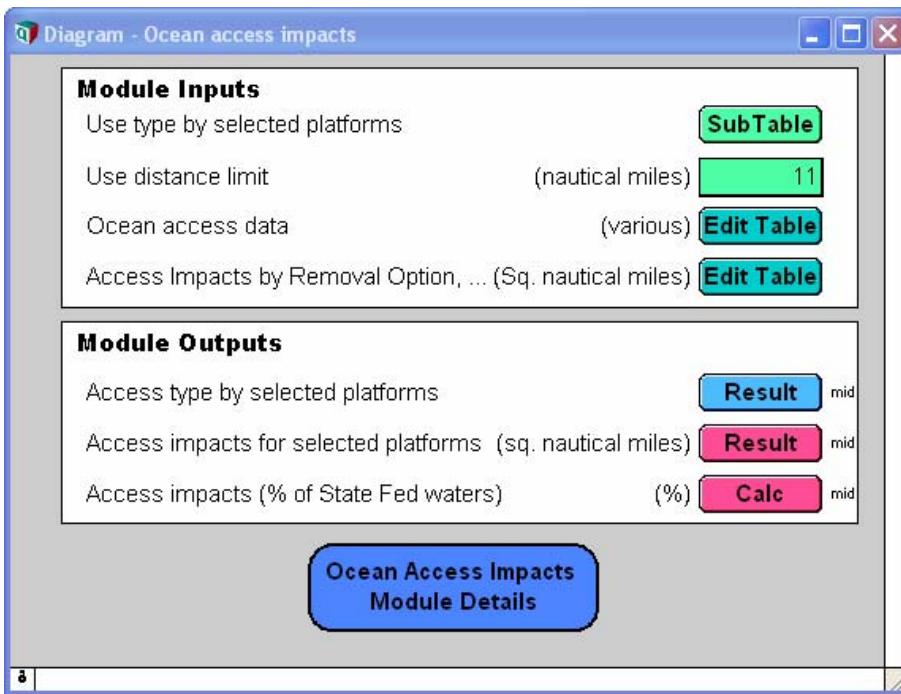 Diagram - Ocean access impacts
Module Inputs
Use type by selected platforms SubTable
Use distance limit (nautical miles) 11
Ocean access data (various) Edit Table
Access Impacts by Removal Option, ... (Sq. nautical miles) Edit Table
Module Outputs
Access type by selected platforms Result mid
Access impacts for selected platforms (sq. nautical miles) Result mid
Access impacts (% of State Fed waters) (%) Calc mid
Ocean Access Impacts
Module Details